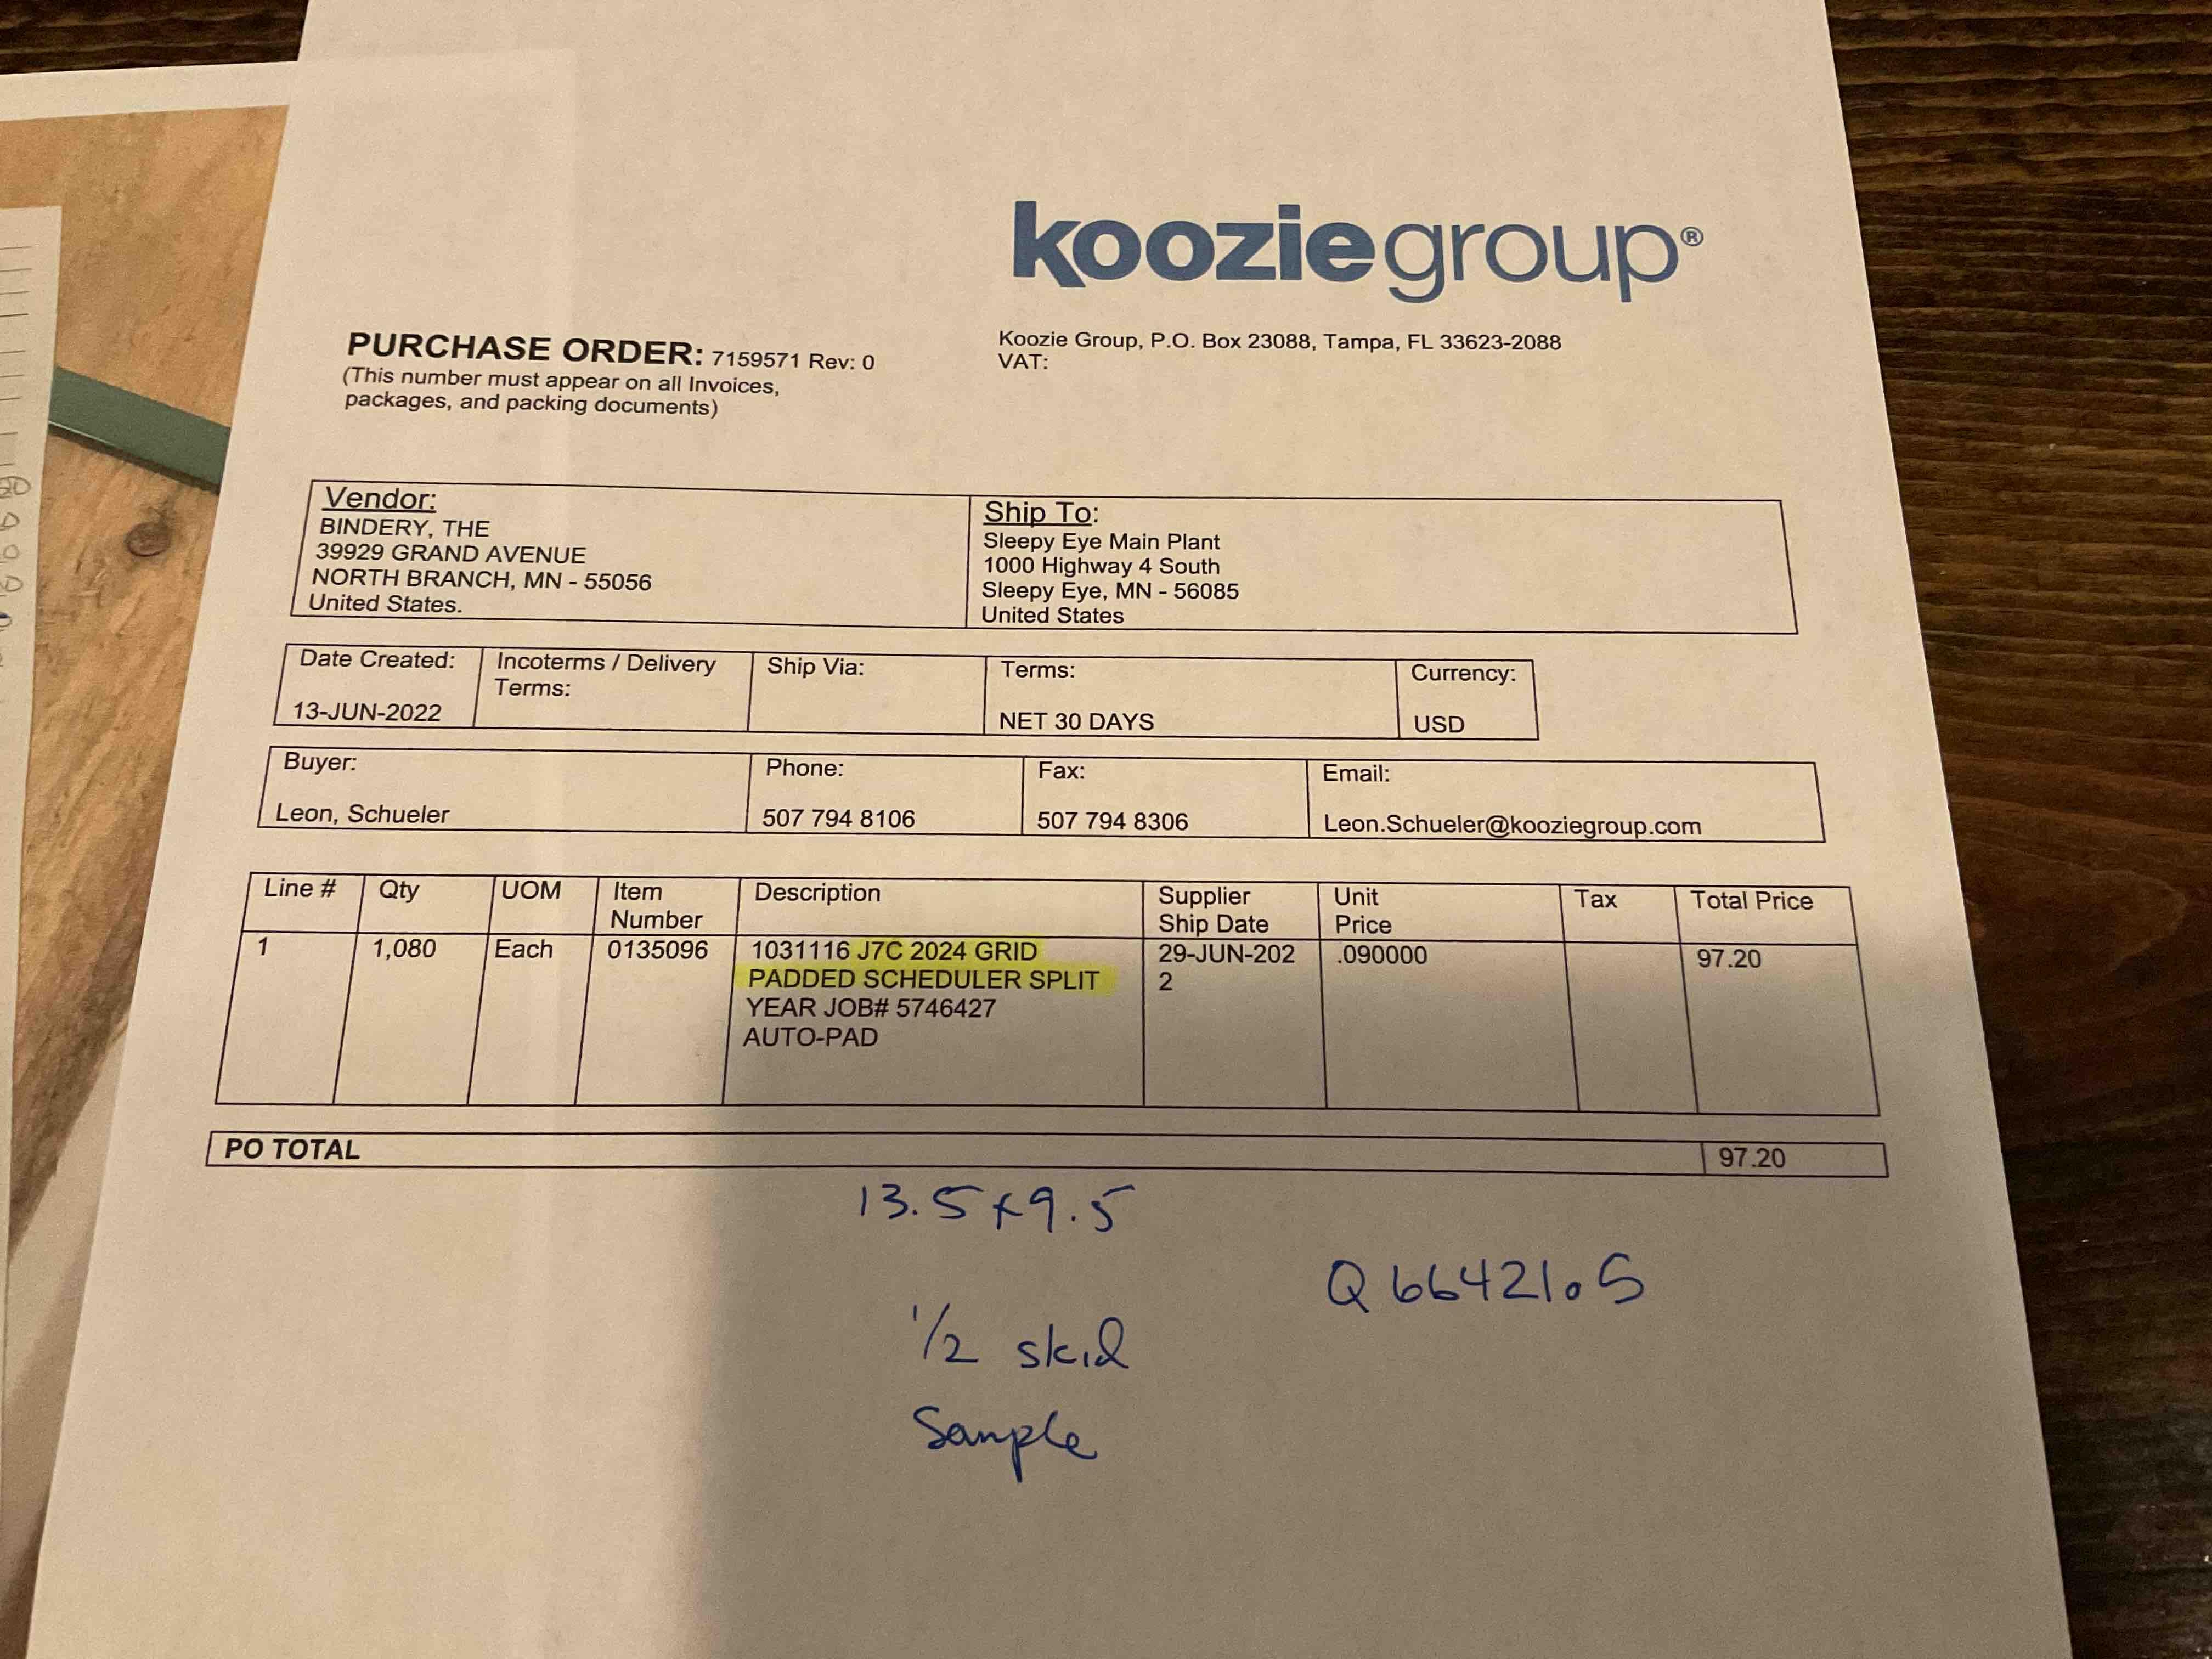 kooziegroup®
PURCHASE ORDER: 7159571 Rev: 0
(This number must appear on all Invoices,
packages, and packing documents)
Koozie Group, P.O. Box 23088, Tampa, FL 33623-2088
VAT:
Vendor:
BINDERY, THE
39929 GRAND AVENUE
NORTH BRANCH, MN - 55056
United States.
Ship To:
Sleepy Eye Main Plant
1000 Highway 4 South
Sleepy Eye, MN - 56085
United States
Date Created:
13-JUN-2022
Incoterms / Delivery
Terms:
Ship Via:
Terms:
NET 30 DAYS
Currency:
USD
Buyer:
Leon, Schueler
Phone:
507 794 8106
Fax:
507 794 8306
Email:
Leon.Schueler@kooziegroup.com
Line #
Qty
UOM
Item
Number
Description
Supplier
Ship Date
Unit
Price
Tax
Total Price
1
1,080
Each
0135096
1031116 J7C 2024 GRID
PADDED SCHEDULER SPLIT
YEAR JOB# 5746427
AUTO-PAD
29-JUN-202
2
.090000
97.20
PO TOTAL
97.20
13.5x9.5
Q66421.5
1/2 skid
Sample